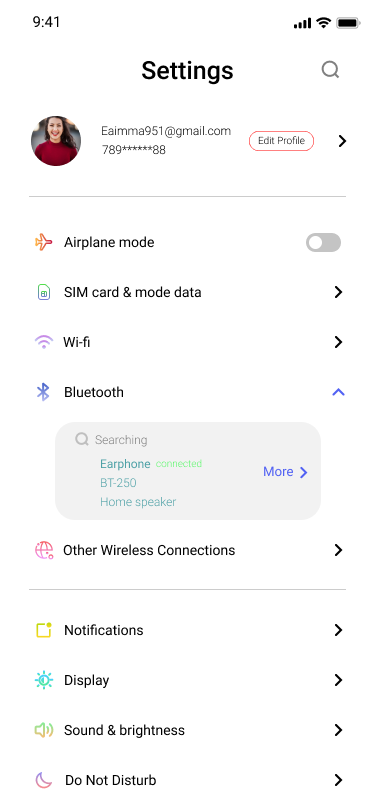 9:41
Settings
Eaimma951@gmail.com
789******88
Edit Profile
Airplane mode
SIM card & mode data
Wi-fi
Bluetooth
Searching
Earphone connected
BT-250
More
Home speaker
Other Wireless Connections
Notifications
Display
Sound & brightness
Do Not Disturb